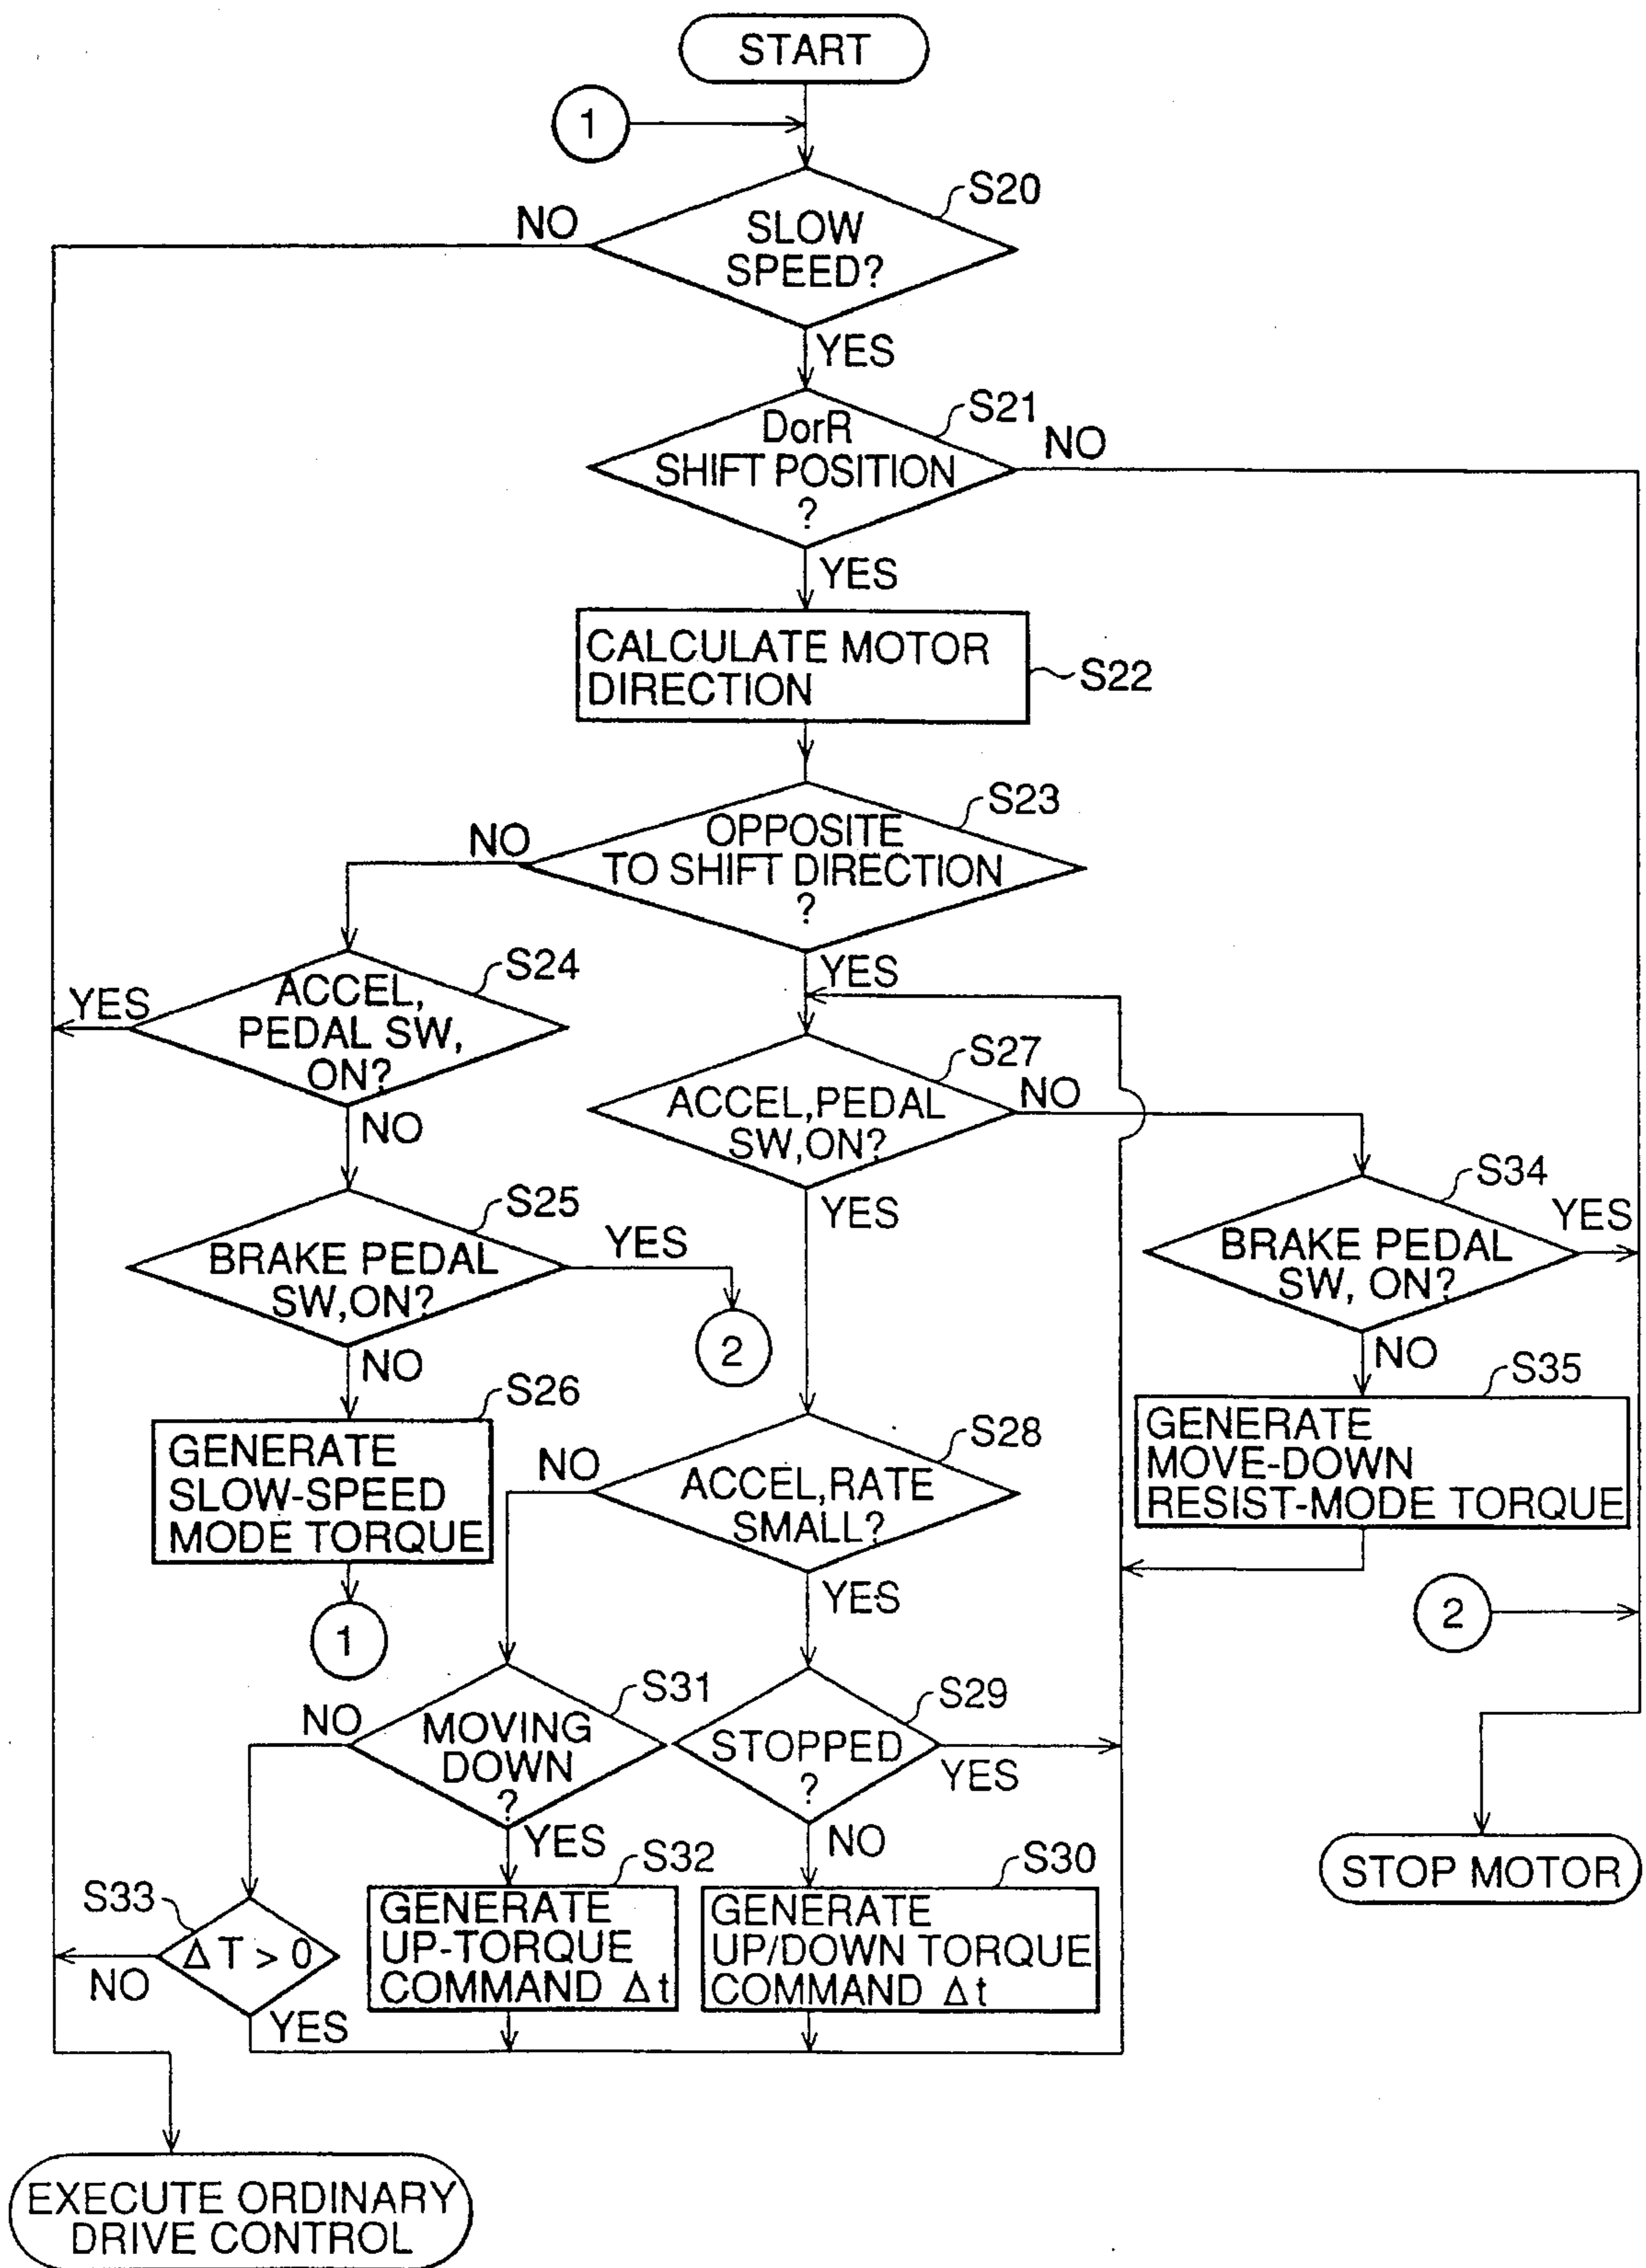 START
1
S20
NO
SLOW
SPEED?
YES
S21
DorR
SHIFT POSITION
?
NO
YES
CALCULATE MOTOR
DIRECTION
S22
S23
NO
OPPOSITE
TO SHIFT DIRECTION
?
YES
S24
YES
ACCEL,
PEDAL SW,
ON?
NO
S27
ACCEL,PEDAL
SW,ON?
NO
YES
S34
YES
BRAKE PEDAL
SW, ON?
NO
S25
YES
BRAKE PEDAL
SW,ON?
NO
2
S35
GENERATE
MOVE-DOWN
RESIST-MODE TORQUE
S26
GENERATE
SLOW-SPEED
MODE TORQUE
1
S28
NO
ACCEL,RATE
SMALL?
YES
2
S31
NO
MOVING
DOWN
?
YES
S29
STOPPED
?
YES
NO
STOP MOTOR
S33
Δ T > 0
NO
YES
S32
GENERATE
UP-TORQUE
COMMAND Δt
S30
GENERATE
UP/DOWN TORQUE
COMMAND Δt
EXECUTE ORDINARY
DRIVE CONTROL